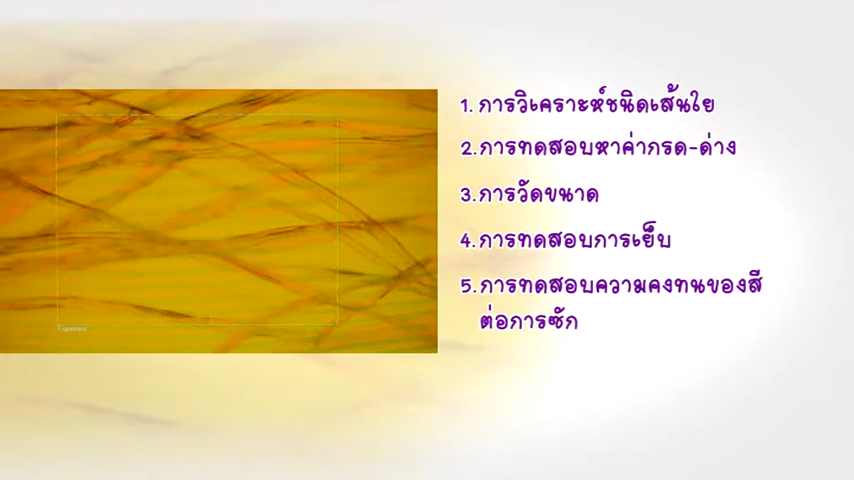 1. การวิเคราะห์ชนิดเส้นใย
2.การทดสอบหาค่ากรด-ด่าง
3.การวัดขนาด
4.การทดสอบการเย็บ
5.การทดสอบความคงทนของสี
ต่อการซัก